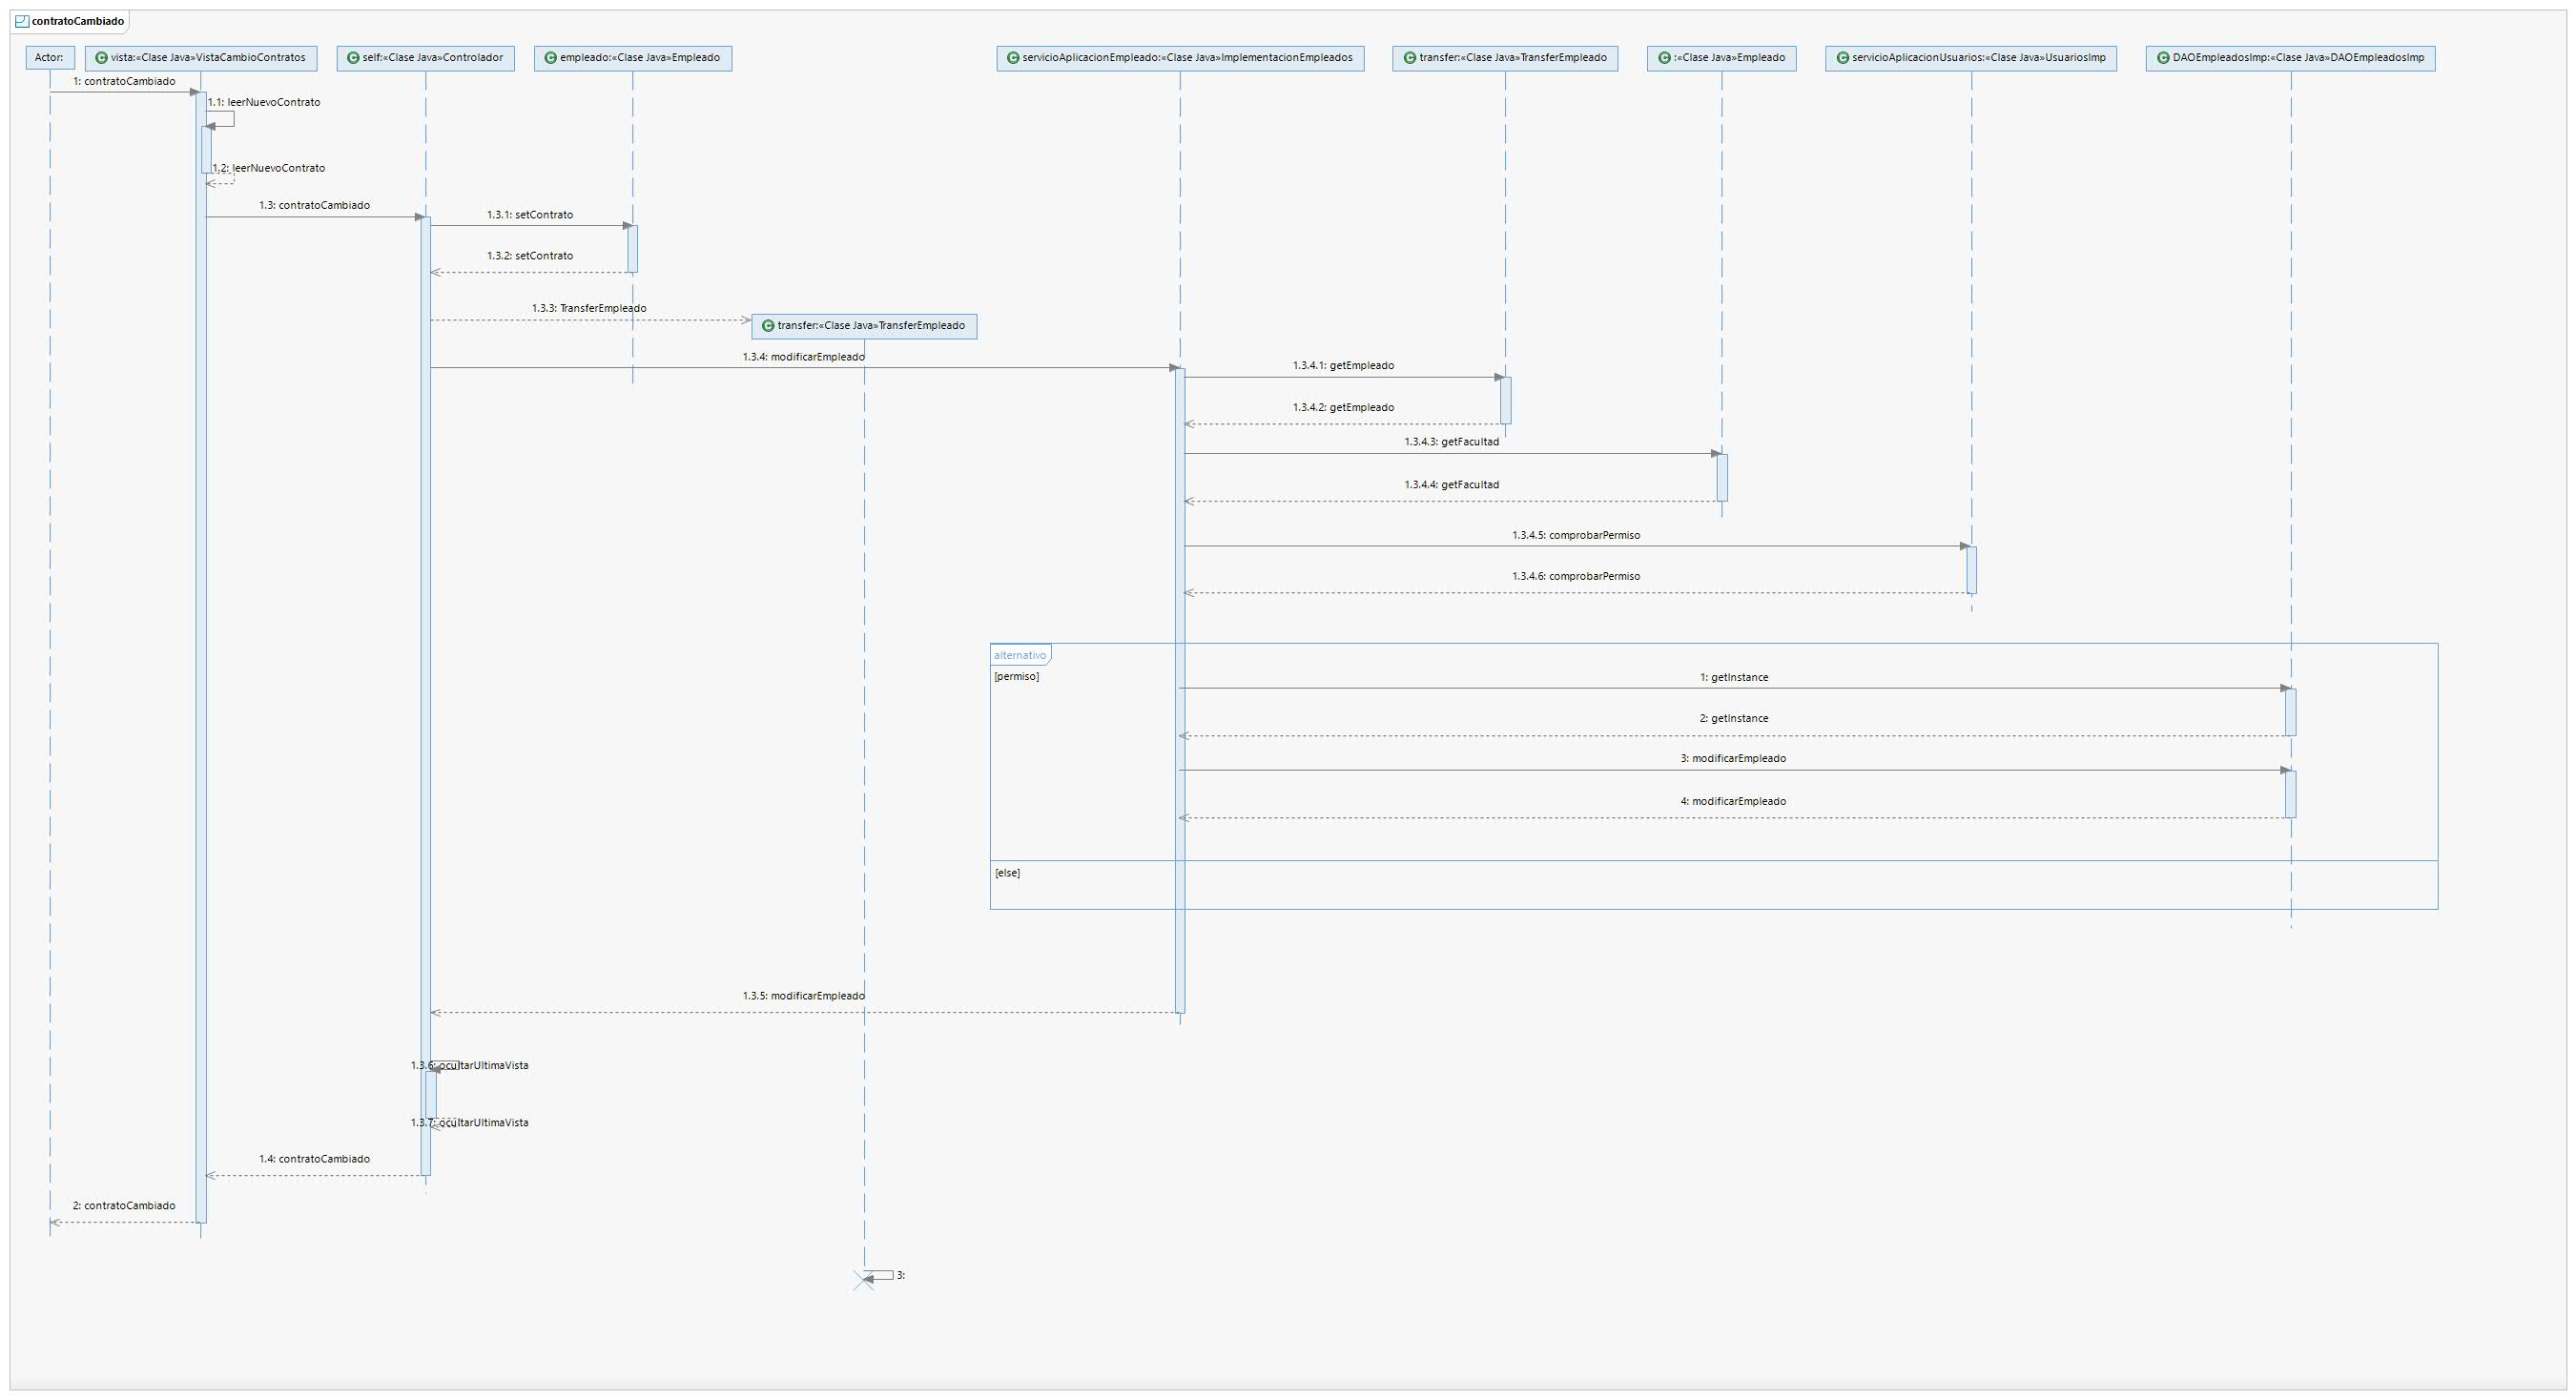 contratoCambiado
Actor:
vista:«Clase Java»VistaCambioContratos
self:«Clase Java»Controlador
empleado:«Clase Java»Empleado
servicioAplicacionEmpleado:«Clase Java»ImplementacionEmpleados
transfer:«Clase Java»TransferEmpleado
:«Clase Java»Empleado
servicioAplicacionUsuarios:«Clase Java»UsuariosImp
DAOEmpleadosImp:«Clase Java»DAOEmpleadosImp
1: contratoCambiado
1.1: leerNuevoContrato
1.2: leerNuevoContrato
1.3: contratoCambiado
1.3.1: setContrato
1.3.2: setContrato
1.3.3: TransferEmpleado
transfer:«Clase Java»TransferEmpleado
1.3.4: modificarEmpleado
1.3.4.1: getEmpleado
1.3.4.2: getEmpleado
1.3.4.3: getFacultad
1.3.4.4: getFacultad
1.3.4.5: comprobarPermiso
1.3.4.6: comprobarPermiso
alternativo
[permiso]
1: getInstance
2: getInstance
3: modificarEmpleado
4: modificarEmpleado
[else]
1.3.5: modificarEmpleado
1.3.6: ocultarUltimaVista
1.3.7: ocultarUltimaVista
1.4: contratoCambiado
2: contratoCambiado
3: